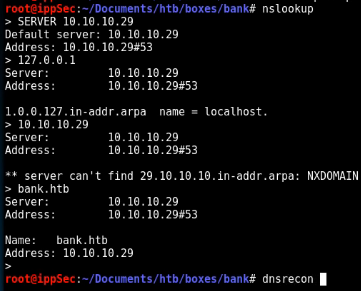 root@ippSec:~/Documents/htb/boxes/bank# nslookup
> SERVER 10.10.10.29
Default server: 10.10.10.29
Address: 10.10.10.29#53
> 127.0.0.1
Server:         10.10.10.29
Address:        10.10.10.29#53

1.0.0.127.in-addr.arpa  name = localhost.
> 10.10.10.29
Server:         10.10.10.29
Address:        10.10.10.29#53

** server can't find 29.10.10.10.in-addr.arpa: NXDOMAIN
> bank.htb
Server:         10.10.10.29
Address:        10.10.10.29#53

Name:   bank.htb
Address: 10.10.10.29
>
root@ippSec:~/Documents/htb/boxes/bank# dnsrecon